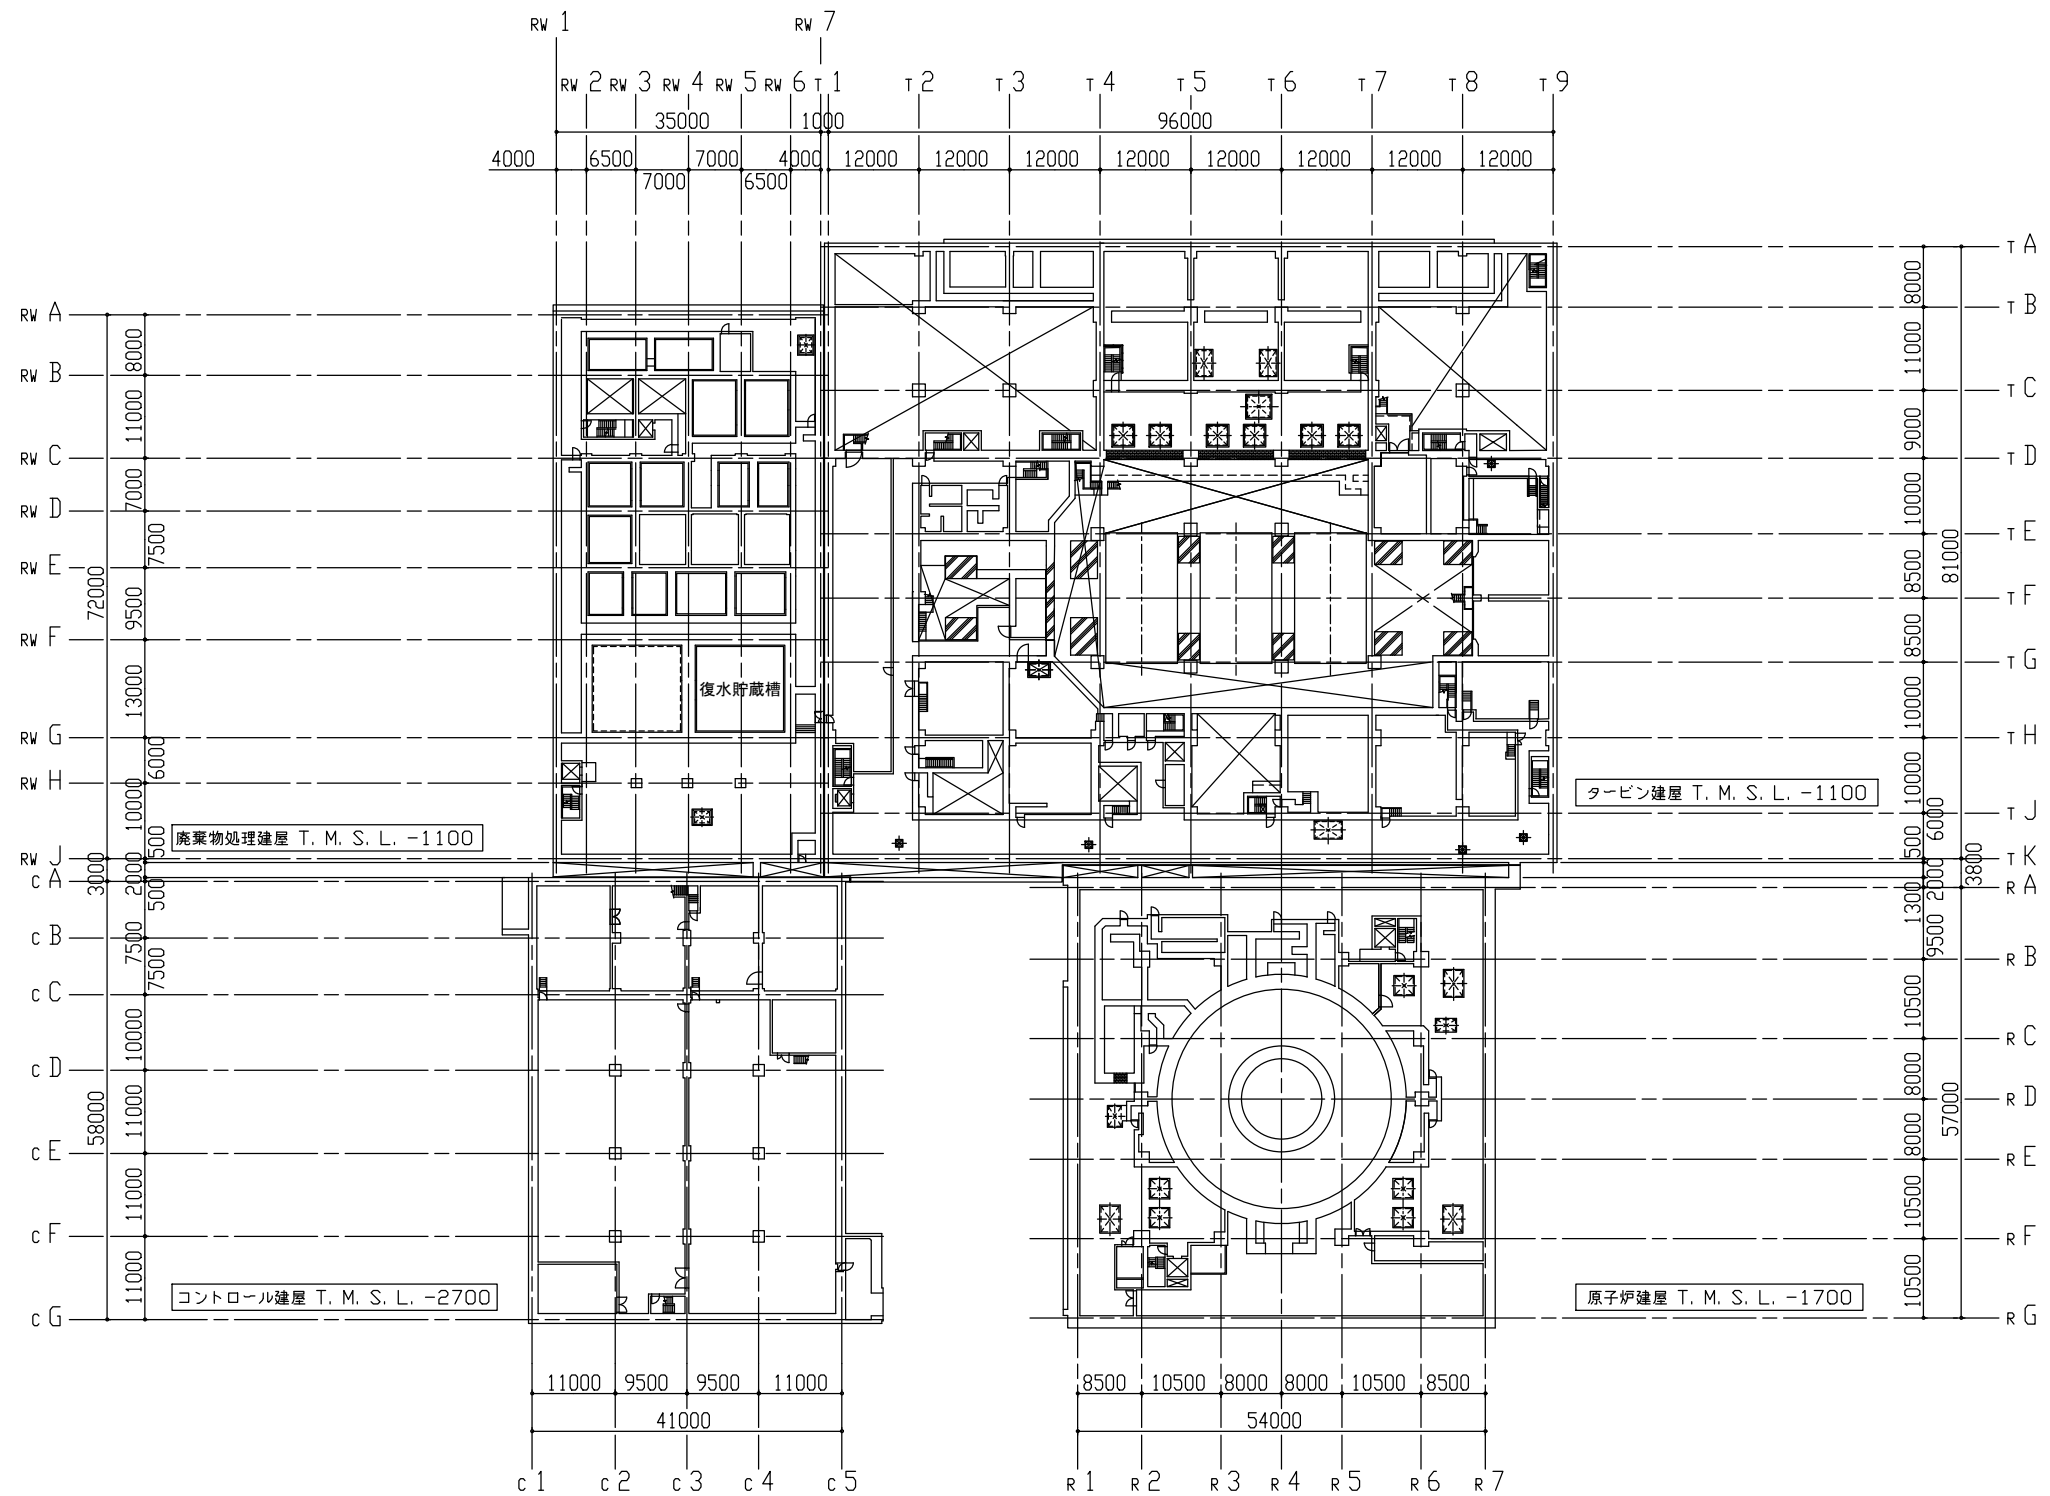 RW 1
RW 7
RW 2 RW 3 RW 4 RW 5 RW 6 T 1 T 2 T 3 T 4 T 5 T 6 T 7 T 8 T 9
35000 1000 96000
4000 6500 7000 4000 12000 12000 12000 12000 12000 12000 12000 12000
7000 6500
T A
8000
T B
RW A
8000
11000
RW B
T C
11000
9000
RW C
T D
7000
10000
RW D
T E
7500
81000
RW E
8500
72000
T F
9500
RW F
8500
T G
復水貯蔵槽
13000
10000
RW G
T H
6000
RW H
タービン建屋 T. M. S. L. -1100
10000
10000
T J
6000
廃棄物処理建屋 T. M. S. L. -1100
500
500
RW J
T K
3000
2000
3800
2000
1300
C A
R A
500
7500
9500
C B
R B
7500
C C
10500
10000
R C
C D
8000
R D
11000
58000
57000
C E
8000
R E
11000
10500
C F
R F
11000
10500
コントロール建屋 T. M. S. L. -2700
原子炉建屋 T. M. S. L. -1700
C G
R G
11000 9500 9500 11000 8500 10500 8000 8000 10500 8500
41000 54000
C 1 C 2 C 3 C 4 C 5 R 1 R 2 R 3 R 4 R 5 R 6 R 7